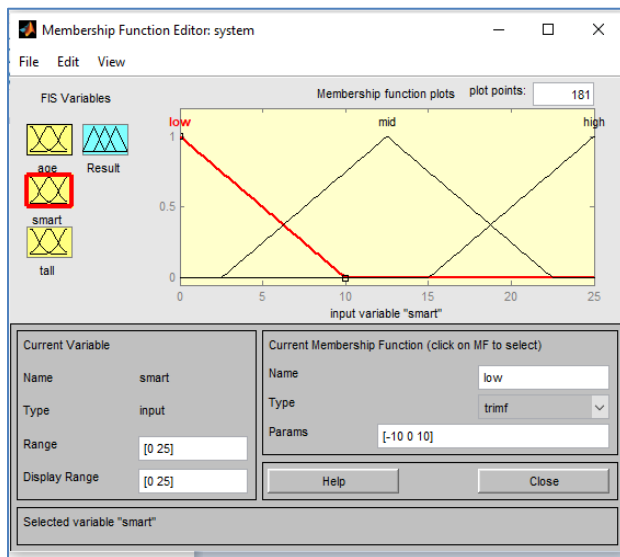 Membership Function Editor: system
File Edit View
FIS Variables
Membership function plots plot points: 181
low mid high
1
0.5
0
0 5 10 15 20 25
input variable "smart"
age Result
smart
tall
Current Variable
Name smart
Type input
Range [0 25]
Display Range [0 25]
Current Membership Function (click on MF to select)
Name low
Type trimf
Params [-10 0 10]
Help Close
Selected variable "smart"